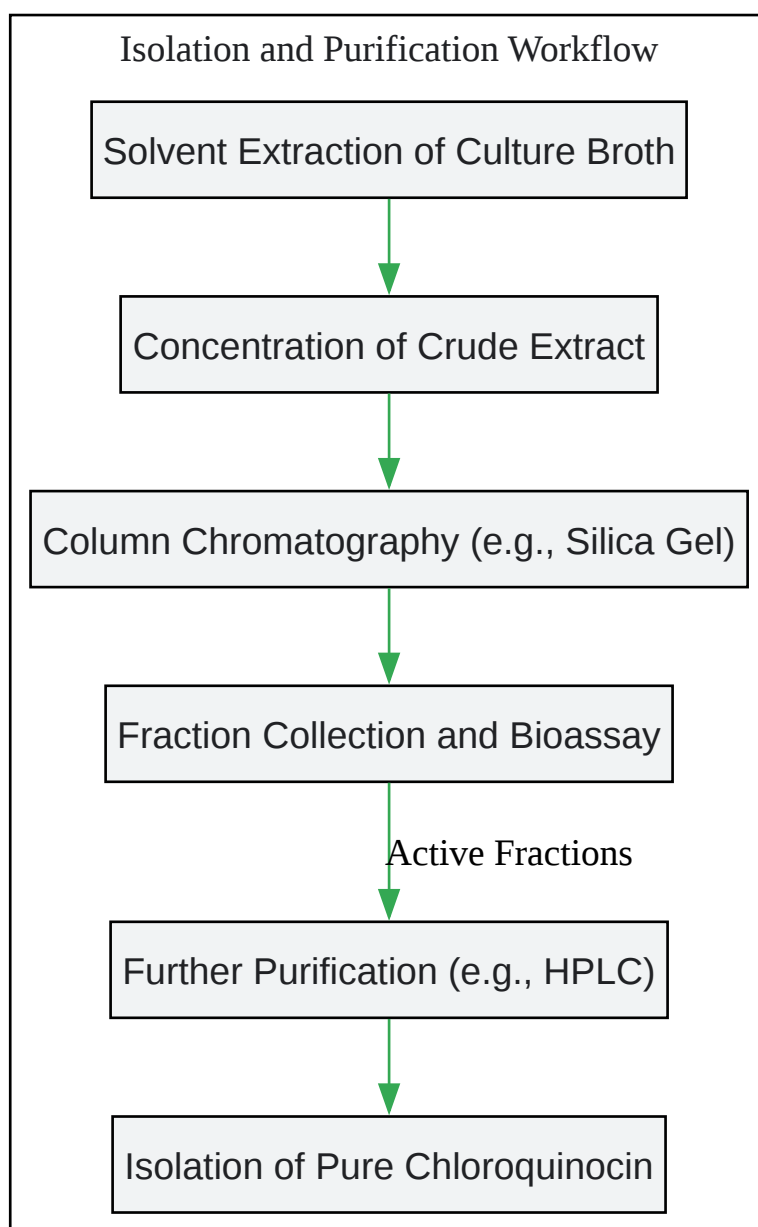 Isolation and Purification Workflow
Solvent Extraction of Culture Broth
Concentration of Crude Extract
Column Chromatography (e.g., Silica Gel)
Fraction Collection and Bioassay
Active Fractions
Further Purification (e.g., HPLC)
Isolation of Pure Chloroquinocin